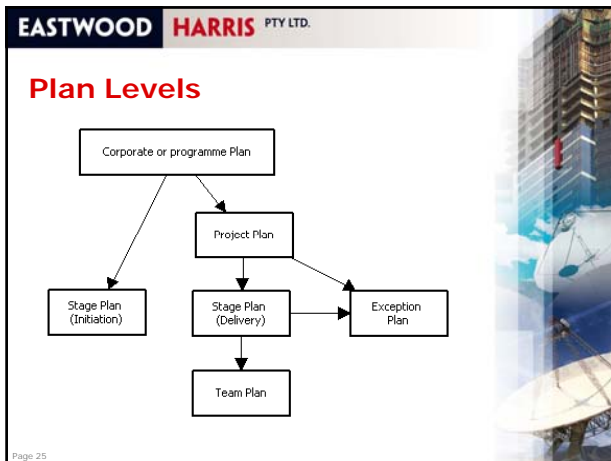 EASTWOOD HARRIS PTY LTD.
Plan Levels
Corporate or programme Plan
Project Plan
Stage Plan
(Initiation)
Stage Plan
(Delivery)
Exception
Plan
Team Plan
Page 25